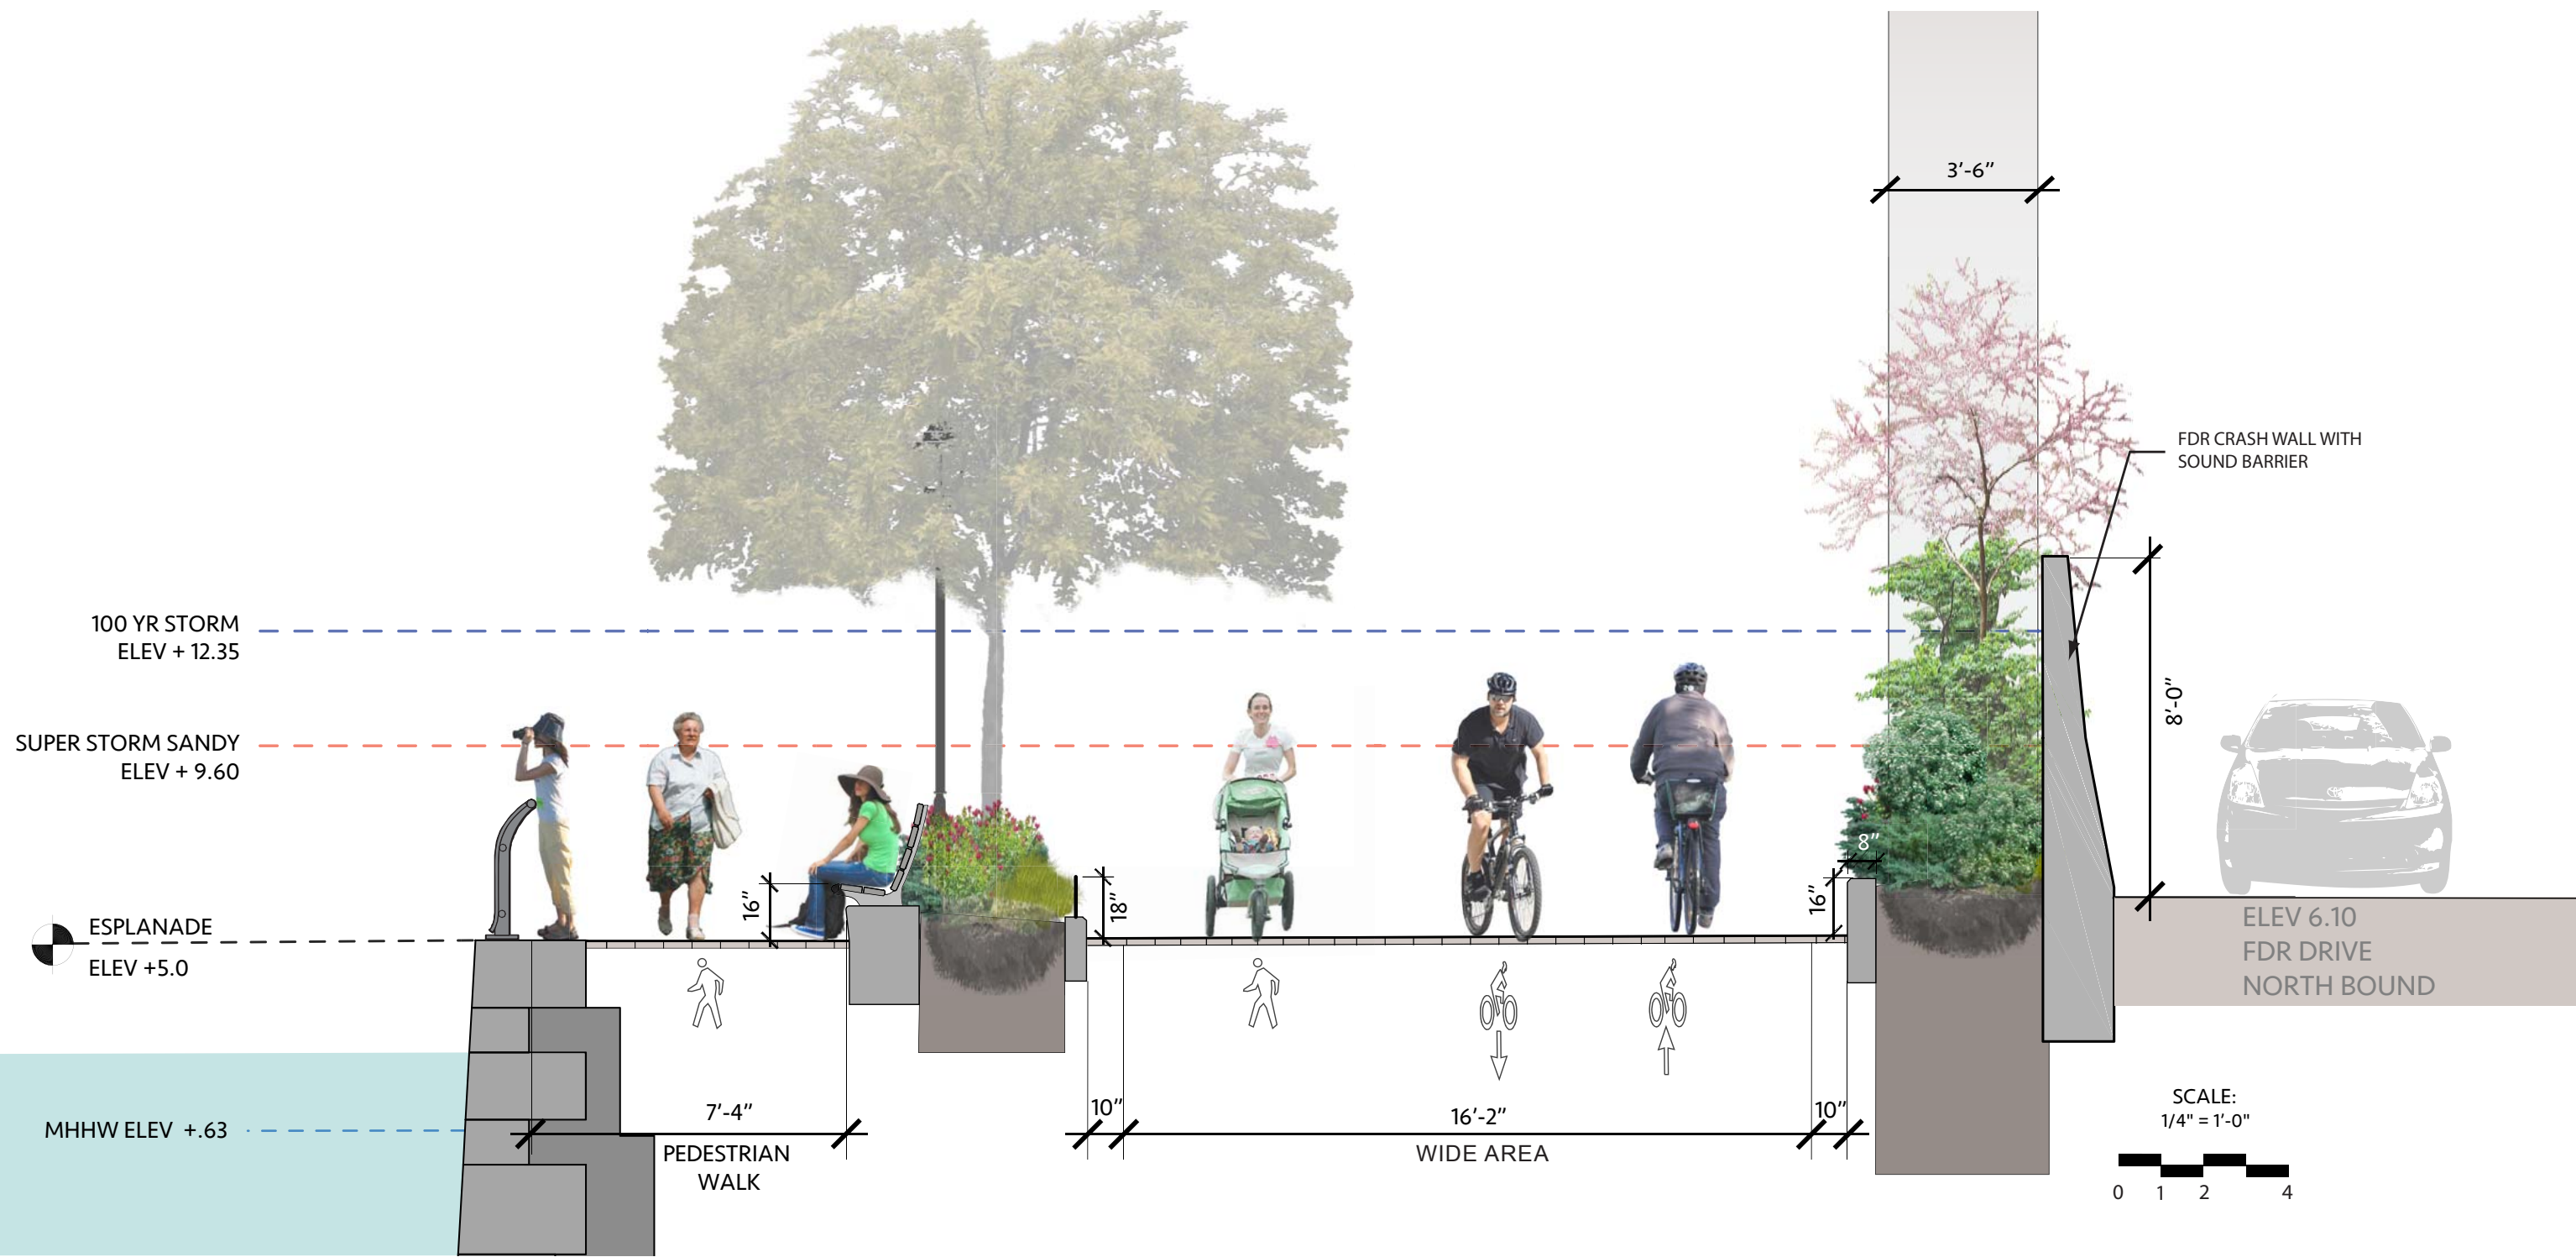 3'-6”
FDR CRASH WALL WITH
SOUND BARRIER
100 YR STORM
ELEV + 12.35
SUPER STORM SANDY
ELEV + 9.60
8'-0”
8”
16”
18”
16”
ESPLANADE
ELEV +5.0
ELEV 6.10
FDR DRIVE
NORTH BOUND
MHHW ELEV +.63
7'-4”
PEDESTRIAN
WALK
10”
16'-2”
WIDE AREA
10”
SCALE:
1/4" = 1'-0"
0 1 2 4